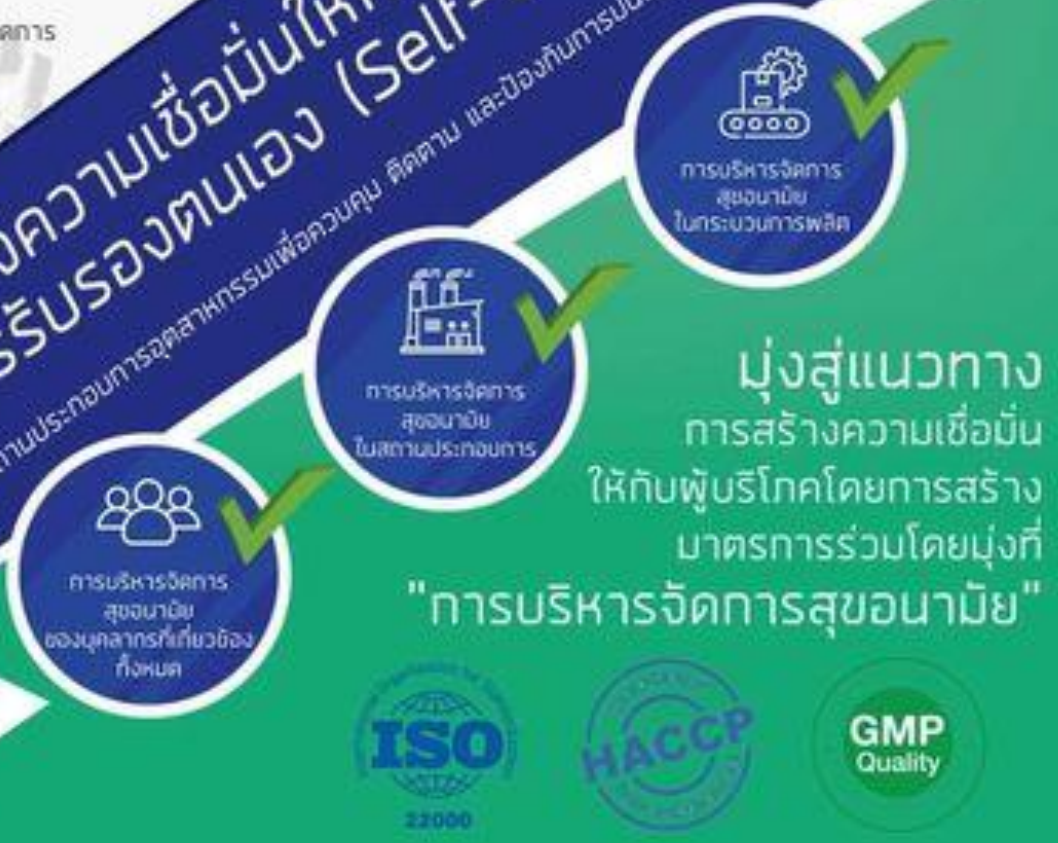 ดการ
งความเชื่อมั่นให้
รรับรองตนเอง (Self-
านประกอบการอุตสาหกรรมเพื่อควบคุม ติดตาม และป้องกันการปน
การบริหารจัดการ
สุขอนามัย
ในกระบวนการผลิต
การบริหารจัดการ
สุขอนามัย
ในสถานประกอบการ
การบริหารจัดการ
สุขอนามัย
ของบุคลากรที่เกี่ยวข้อง
ทั้งหมด
มุ่งสู่แนวทาง
การสร้างความเชื่อมั่น
ให้กับผู้บริโภคโดยการสร้าง
มาตรการร่วมโดยมุ่งที่
"การบริหารจัดการสุขอนามัย"
ISO
22000
HACCP
GMP
Quality